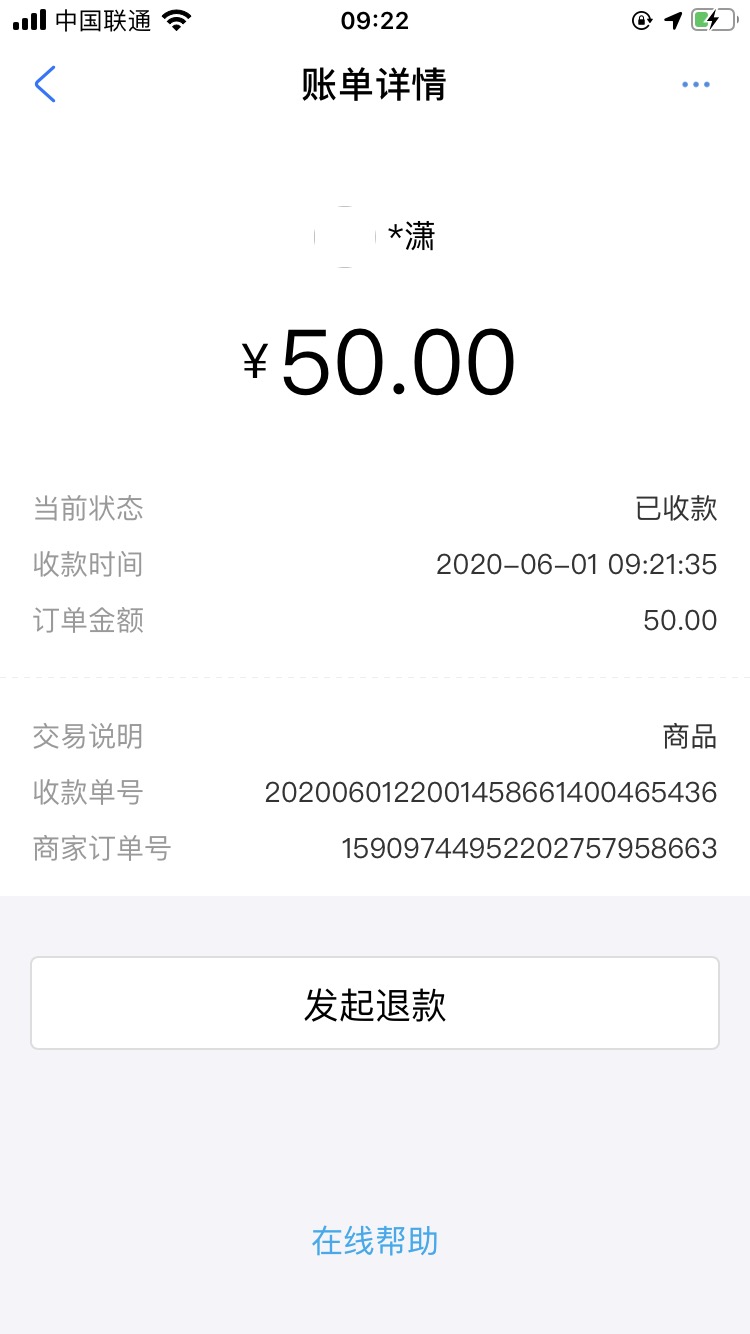 中国联通 09:22
账单详情
*潇
¥50.00
当前状态 已收款
收款时间 2020-06-01 09:21:35
订单金额 50.00
交易说明 商品
收款单号 2020060122001458661400465436
商家订单号 15909744952202757958663
发起退款
在线帮助